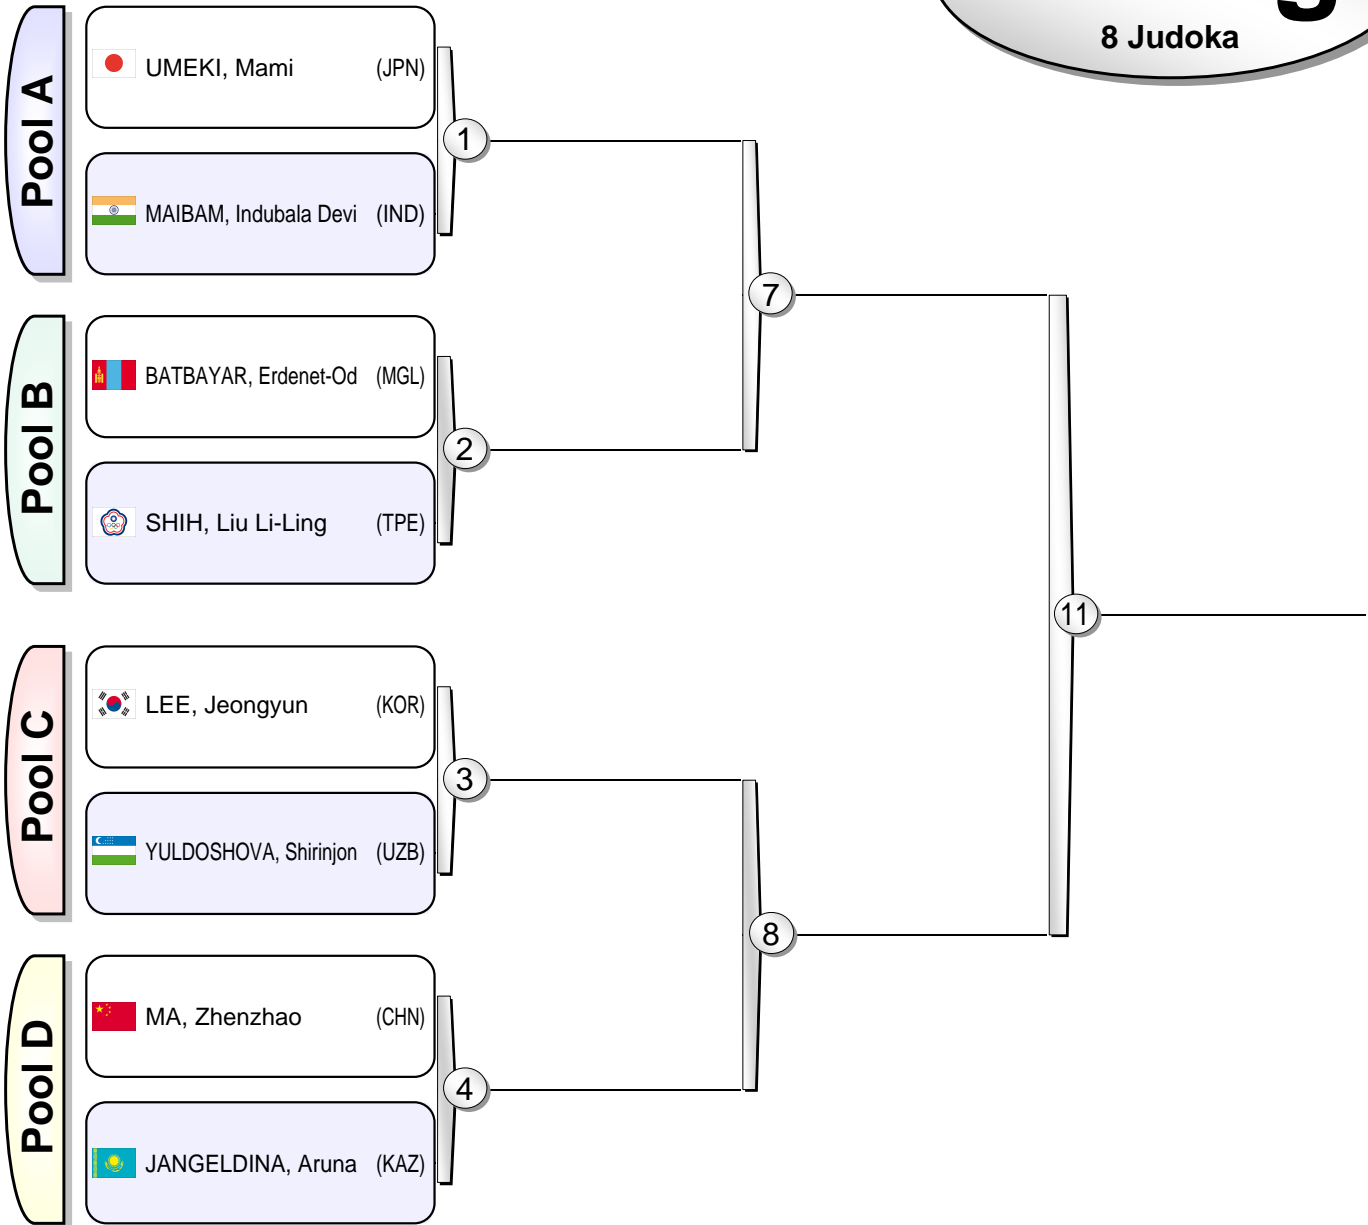 8 Judoka
Pool A
UMEKI, Mami (JPN)
1
MAIBAM, Indubala Devi (IND)
7
Pool B
BATBAYAR, Erdenet-Od (MGL)
2
SHIH, Liu Li-Ling (TPE)
11
Pool C
LEE, Jeongyun (KOR)
3
YULDOSHOVA, Shirinjon (UZB)
8
Pool D
MA, Zhenzhao (CHN)
4
JANGELDINA, Aruna (KAZ)